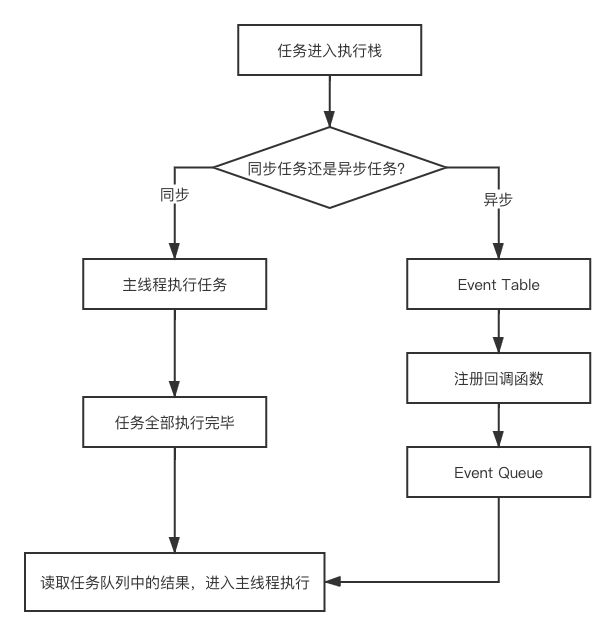 任务进入执行栈
同步任务还是异步任务?
同步
异步
主线程执行任务
Event Table
注册回调函数
任务全部执行完毕
Event Queue
读取任务队列中的结果，进入主线程执行